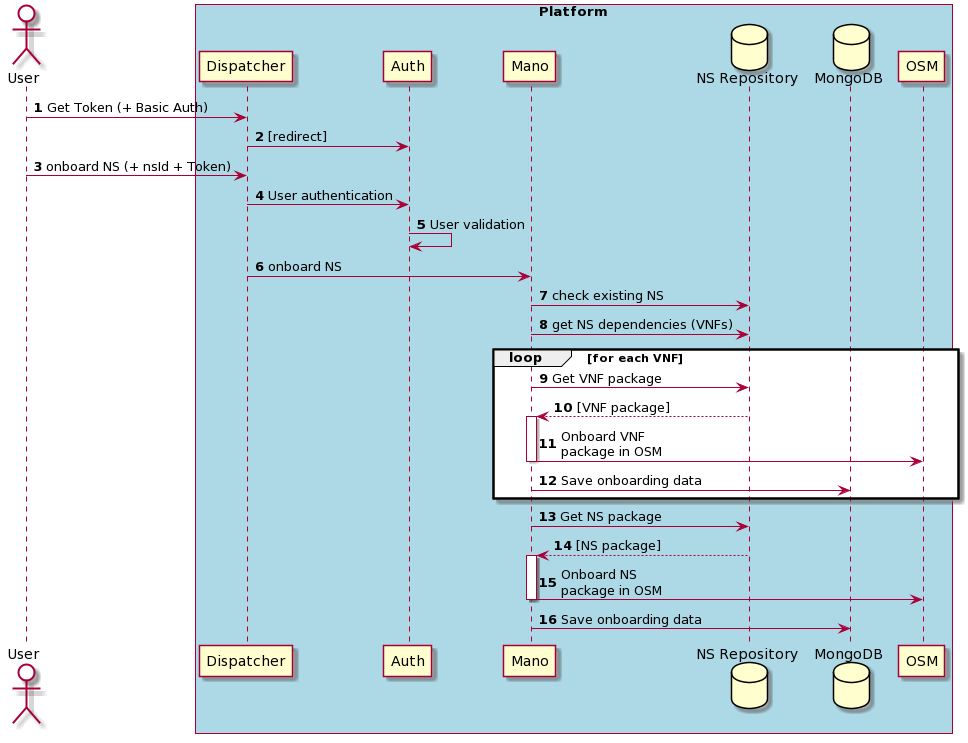 Platform
User
Dispatcher
Auth
Mano
NS Repository
MongoDB
OSM
1 Get Token (+ Basic Auth)
2 [redirect]
3 onboard NS (+ nsId + Token)
4 User authentication
5 User validation
6 onboard NS
7 check existing NS
8 get NS dependencies (VNFs)
loop [for each VNF]
9 Get VNF package
10 [VNF package]
11 Onboard VNF
package in OSM
12 Save onboarding data
13 Get NS package
14 [NS package]
15 Onboard NS
package in OSM
16 Save onboarding data
User
Dispatcher
Auth
Mano
NS Repository
MongoDB
OSM